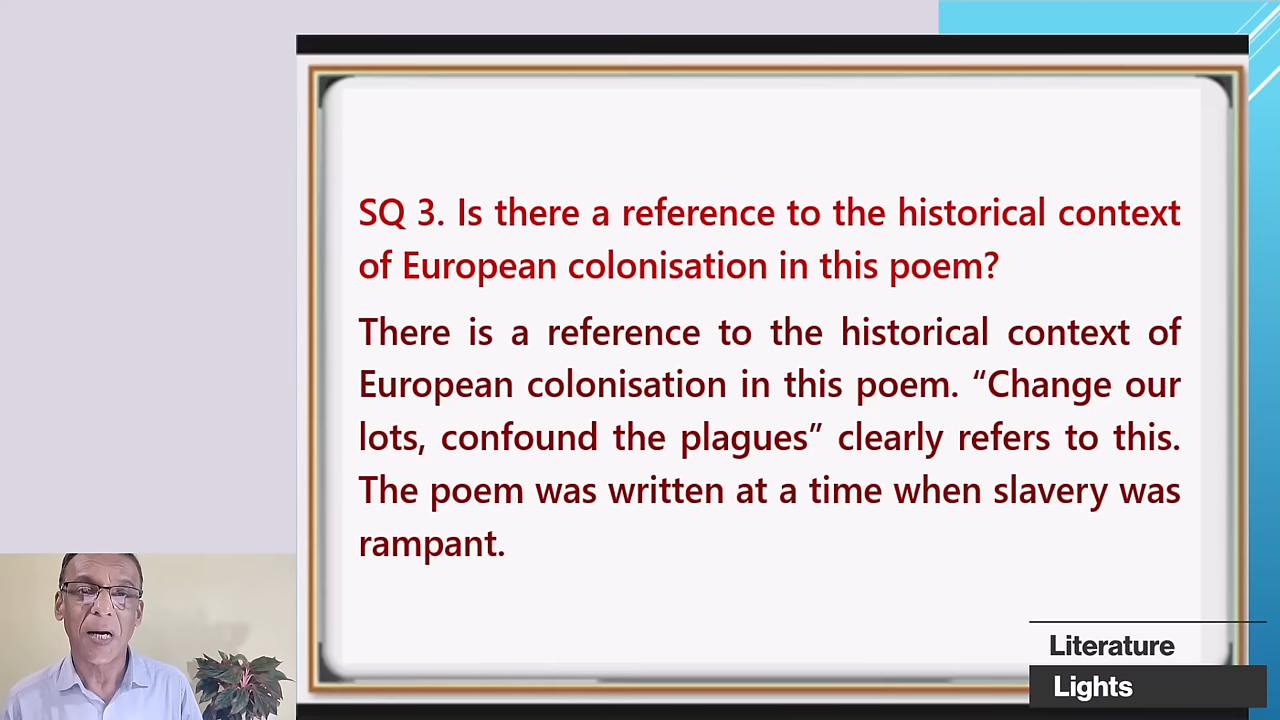 SQ 3. Is there a reference to the historical context
of European colonisation in this poem?
There is a reference to the historical context of
European colonisation in this poem. “Change our
lots, confound the plagues” clearly refers to this.
The poem was written at a time when slavery was
rampant.
Literature
Lights